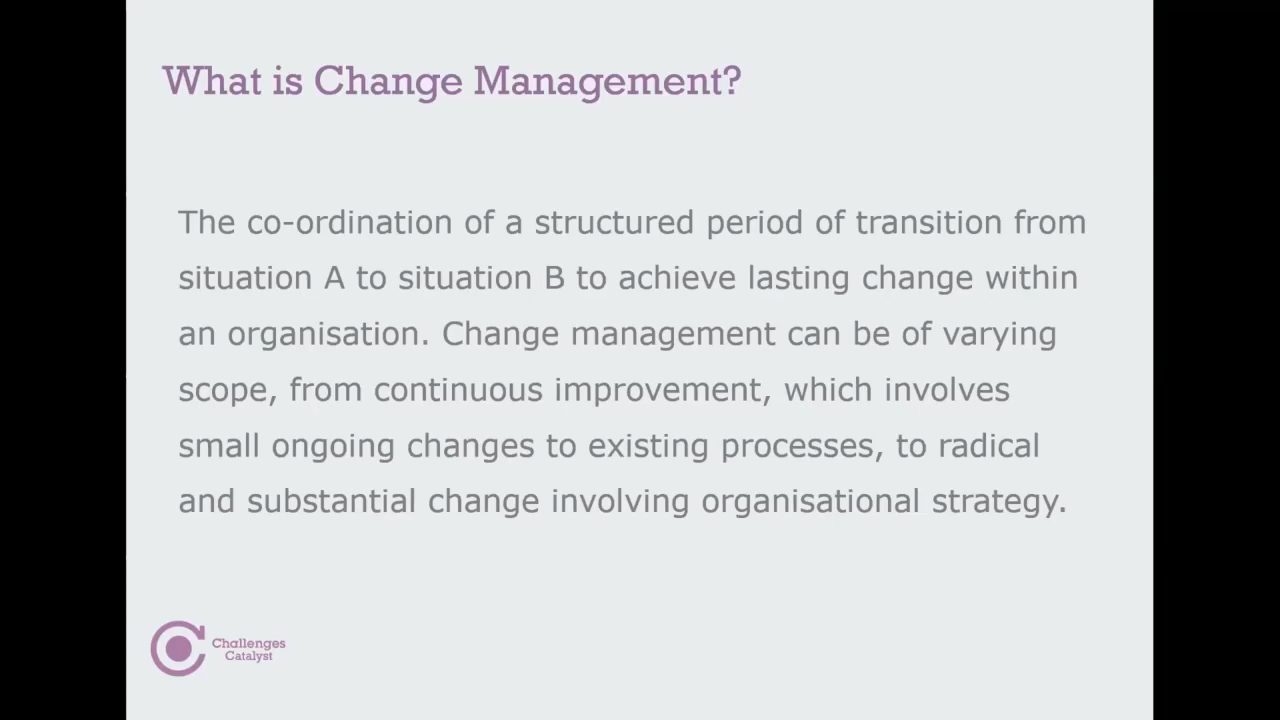 What is Change Management?
The co-ordination of a structured period of transition from
situation A to situation B to achieve lasting change within
an organisation. Change management can be of varying
scope, from continuous improvement, which involves
small ongoing changes to existing processes, to radical
and substantial change involving organisational strategy.
Challenges
Catalyst